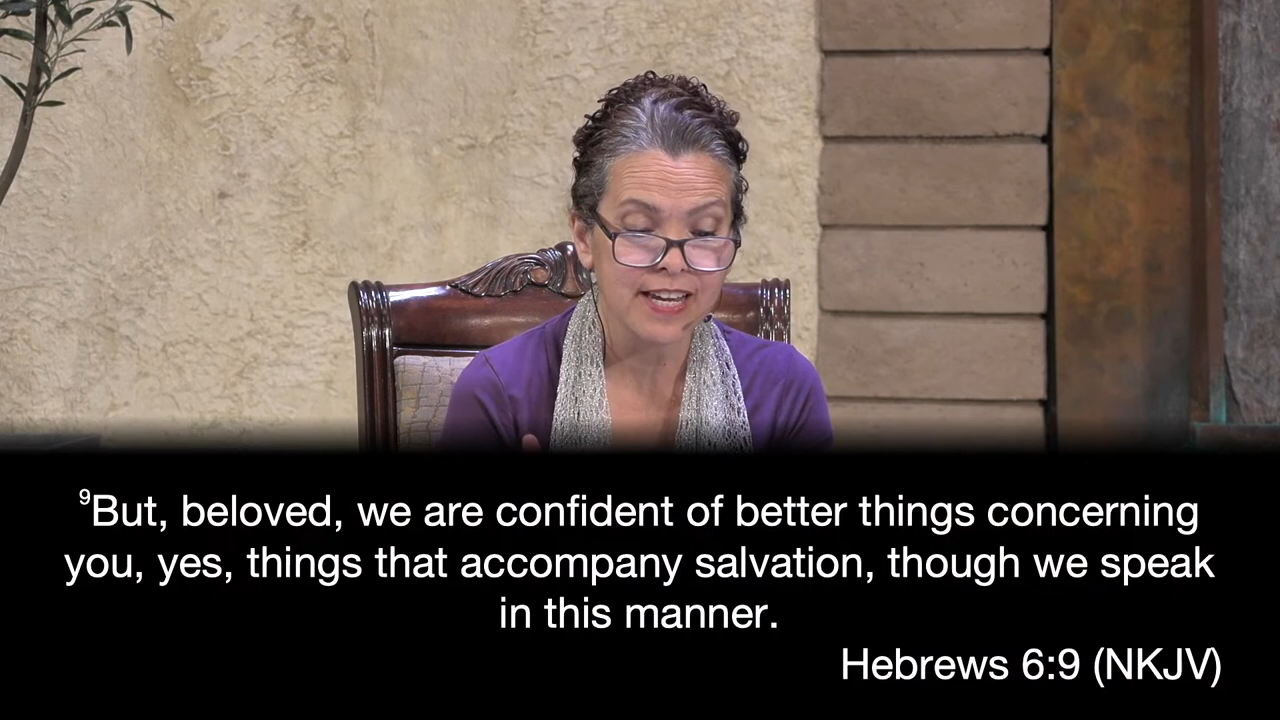 ⁹But, beloved, we are confident of better things concerning
you, yes, things that accompany salvation, though we speak
in this manner.
Hebrews 6:9 (NKJV)